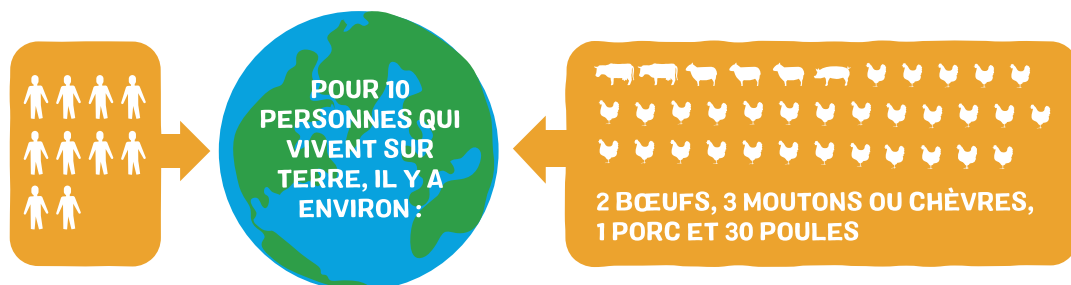 POUR 10
PERSONNES QUI
VIVENT SUR
TERRE, IL Y A
ENVIRON :
2 BŒUFS, 3 MOUTONS OU CHÈVRES,
1 PORC ET 30 POULES